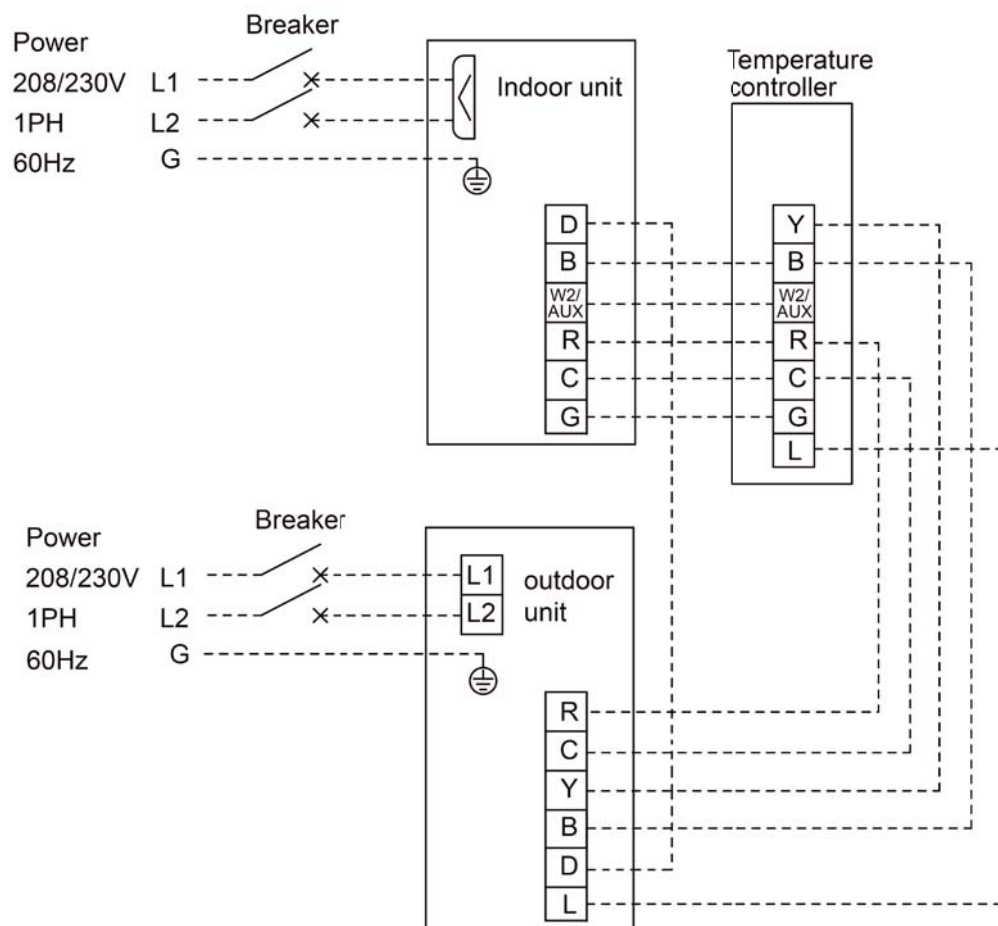 Breaker
Power
208/230V L1
1PH L2
60Hz G
Indoor unit
D
B
W2/
AUX
R
C
G
Temperature
controller
Y
B
W2/
AUX
R
C
G
L
Breaker
Power
208/230V L1
1PH L2
60Hz G
L1
L2
outdoor
unit
R
C
Y
B
D
L